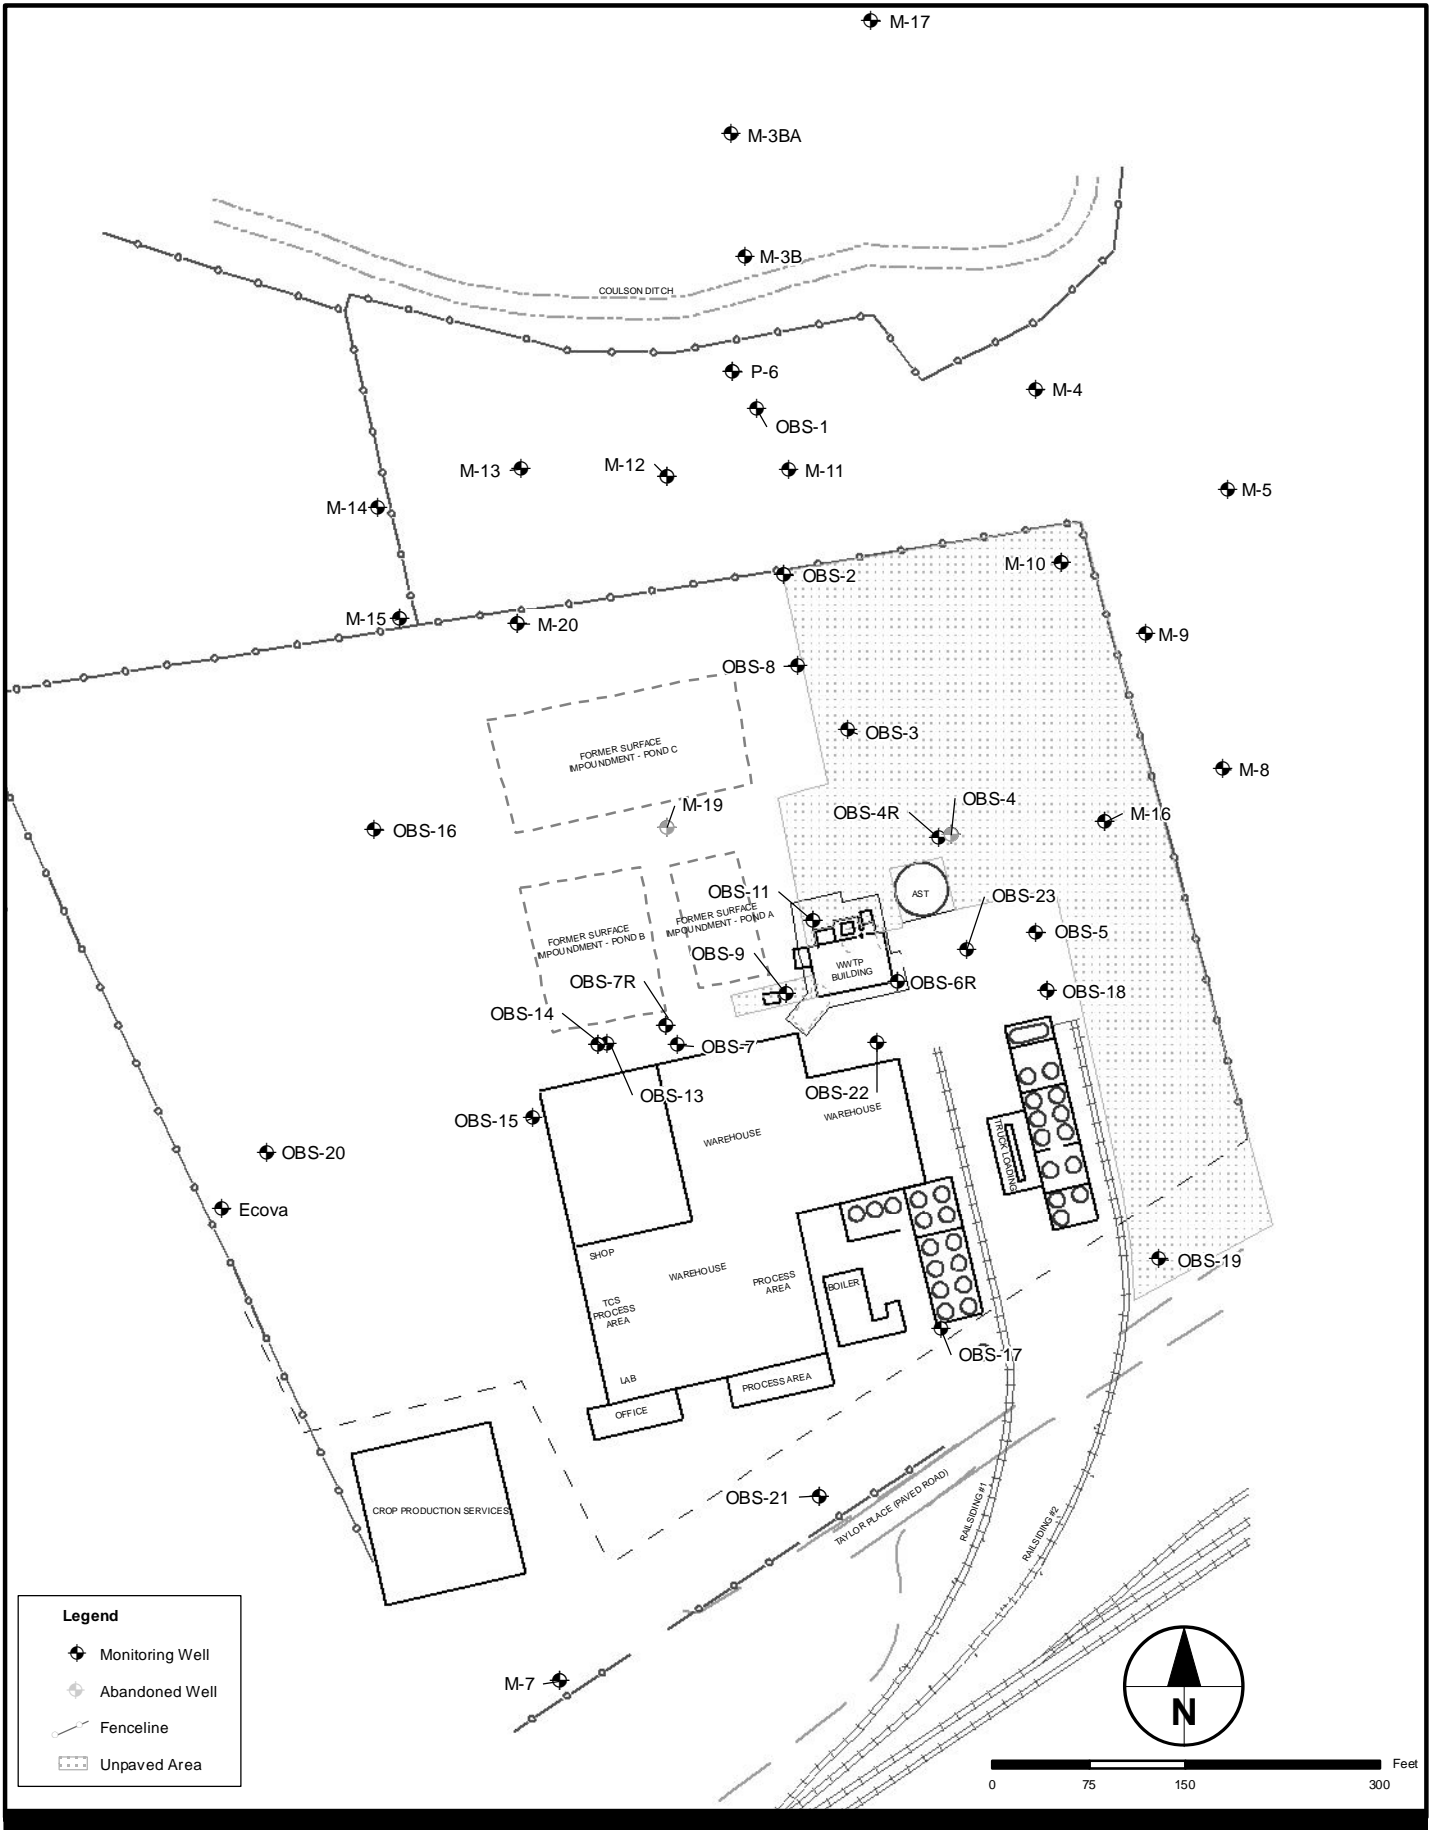 M-17
M-3BA
M-3B
COULSON DITCH
P-6
M-4
OBS-1
M-13
M-12
M-11
M-5
M-14
M-10
OBS-2
M-15
M-20
M-9
OBS-8
OBS-3
FORMER SURFACE
IMPOUNDMENT - POND C
M-8
M-19
OBS-4
OBS-4R
M-16
OBS-16
OBS-11
AST
OBS-23
FORMER SURFACE
IMPOUNDMENT - POND A
FORMER SURFACE
IMPOUNDMENT - POND B
OBS-5
OBS-9
WWTP
BUILDING
OBS-7R
OBS-6R
OBS-18
OBS-14
OBS-7
OBS-13
OBS-22
OBS-15
WAREHOUSE
WAREHOUSE
TRUCK LOADING
OBS-20
Ecova
SHOP
WAREHOUSE
PROCESS
AREA
BOILER
OBS-19
TCS
PROCESS
AREA
OBS-17
LAB
PROCESS AREA
OFFICE
CROP PRODUCTION SERVICES
OBS-21
TAYLOR PLACE (PAVED ROAD)
RAILSIDING #1
RAILSIDING #2
M-7
Legend
Monitoring Well
Abandoned Well
Fenceline
Unpaved Area
N
Feet
0 75 150 300